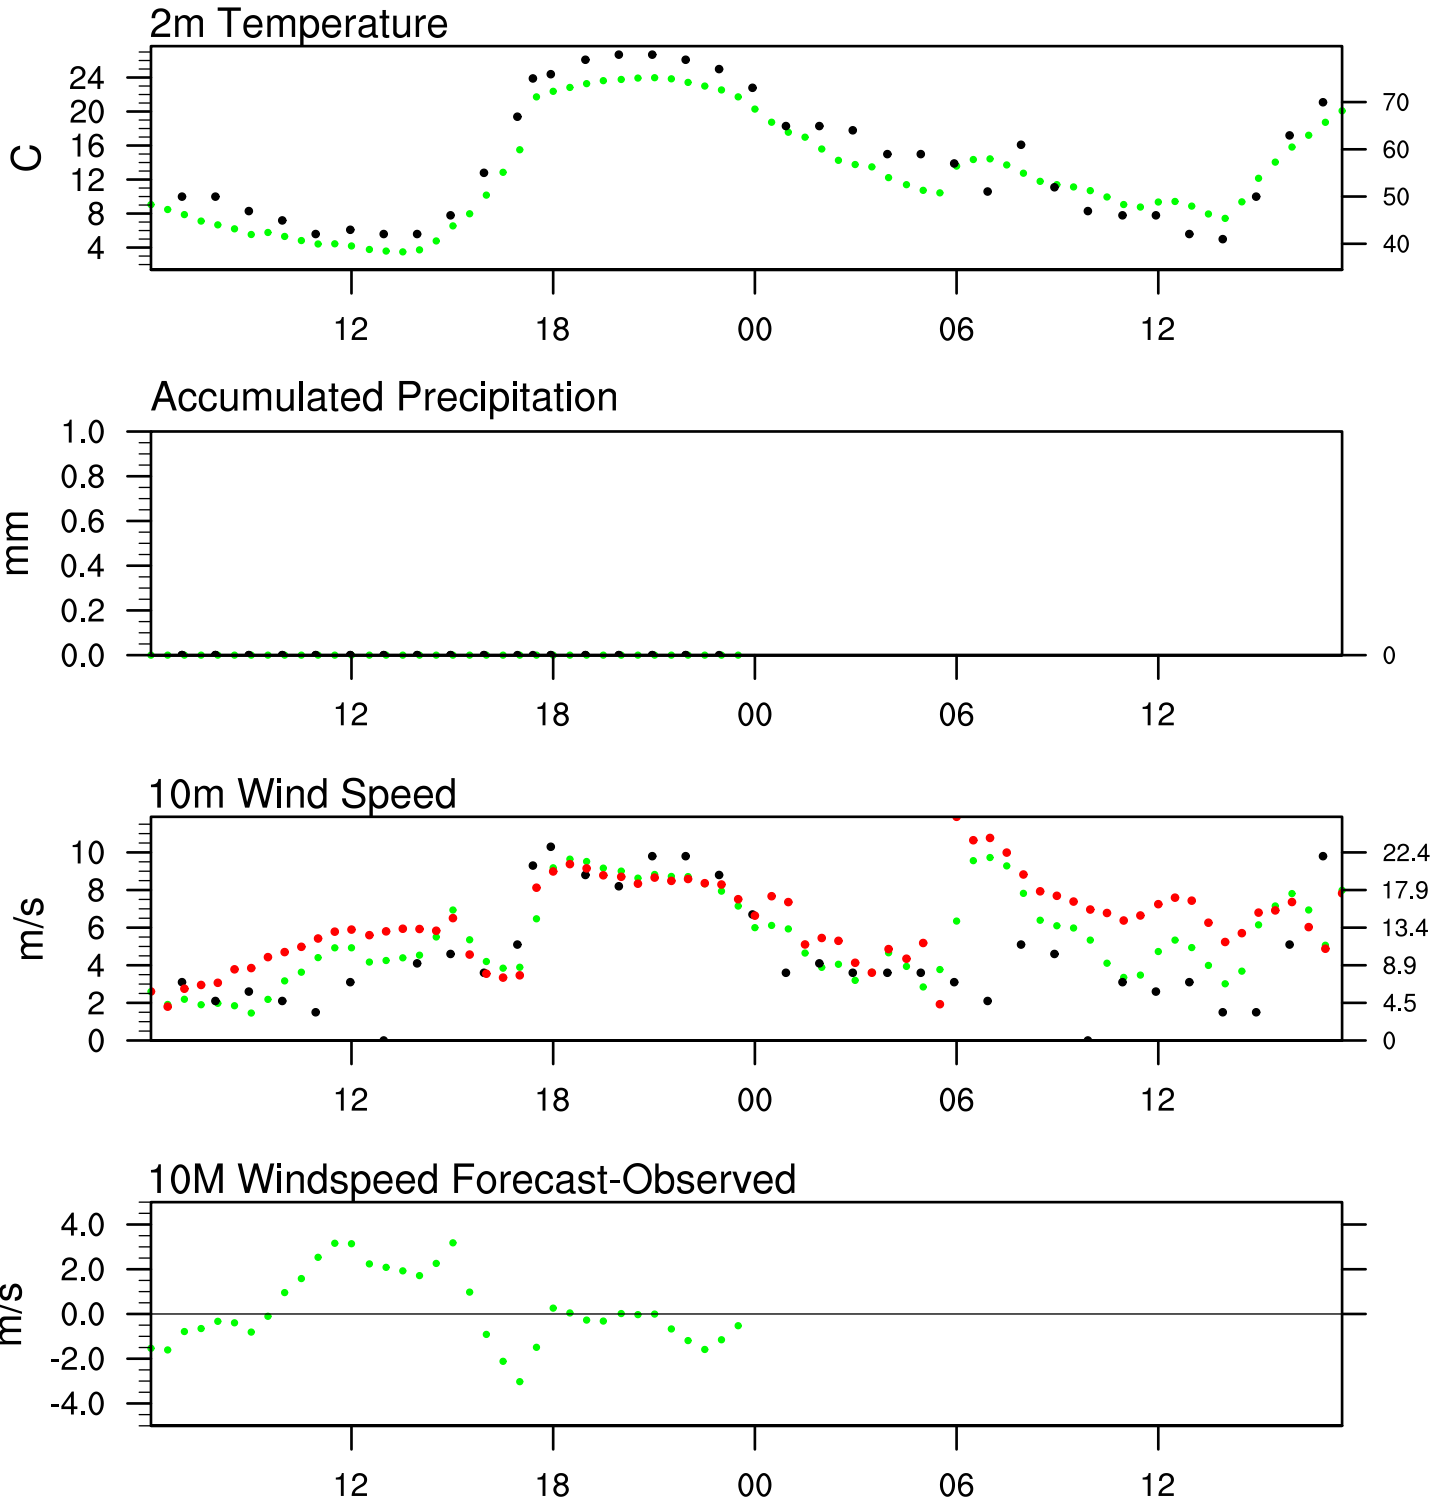 2m Temperature
C
24
20
16
12
8
4
70
60
50
40
12 18 00 06 12
Accumulated Precipitation
mm
1.0
0.8
0.6
0.4
0.2
0.0
0
12 18 00 06 12
10m Wind Speed
m/s
10
8
6
4
2
0
22.4
17.9
13.4
8.9
4.5
0
12 18 00 06 12
10M Windspeed Forecast-Observed
m/s
4.0
2.0
0.0
-2.0
-4.0
12 18 00 06 12